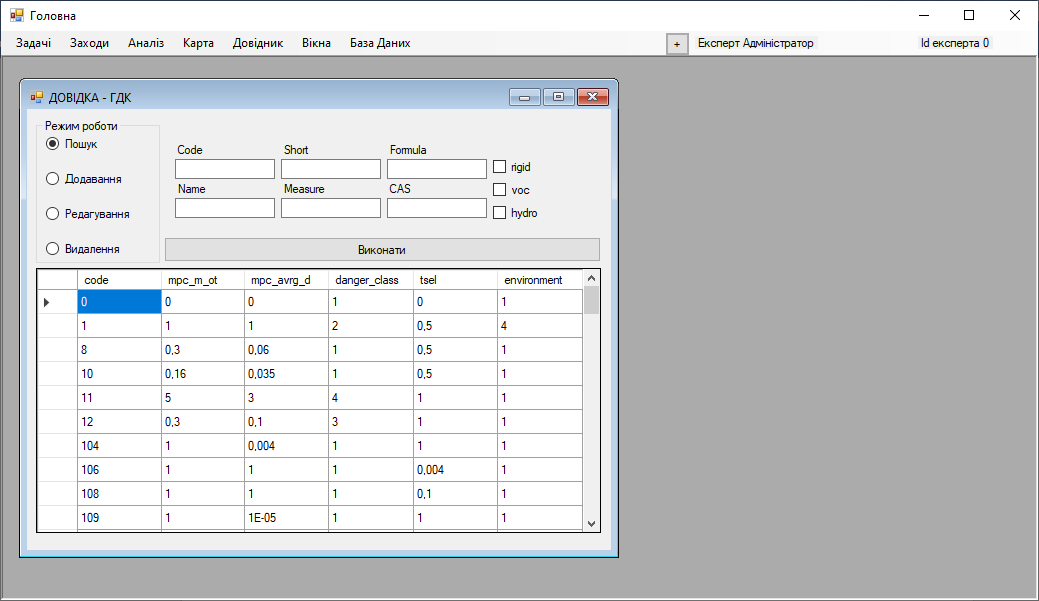 Головна
Задачі Заходи Аналіз Карта Довідник Вікна База Даних + Експерт Адміністратор Id експерта 0
ДОВІДКА - ГДК
Режим роботи
Пошук
Додавання
Редагування
Видалення
Code Short Formula
rigid
Name Measure CAS
voc
hydro
Виконати
code mpc_m_ot mpc_avrg_d danger_class tsel environment
0 0 0 1 0 1
1 1 1 2 0,5 4
8 0,3 0,06 1 0,5 1
10 0,16 0,035 1 0,5 1
11 5 3 4 1 1
12 0,3 0,1 3 1 1
104 1 0,004 1 1 1
106 1 1 1 0,004 1
108 1 1 1 0,1 1
109 1 1E-05 1 1 1